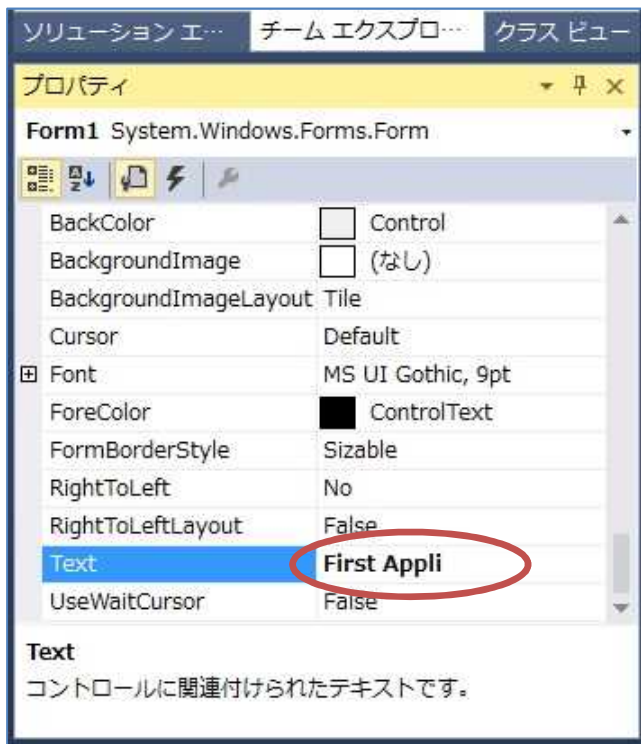 ソリューション エ… チーム エクスプロ… クラス ビュー
プロパティ
Form1 System.Windows.Forms.Form
BackColor Control
BackgroundImage (なし)
BackgroundImageLayout Tile
Cursor Default
Font MS UI Gothic, 9pt
ForeColor ControlText
FormBorderStyle Sizable
RightToLeft No
RightToLeftLayout False
Text First Appli
UseWaitCursor False
Text
コントロールに関連付けられたテキストです。